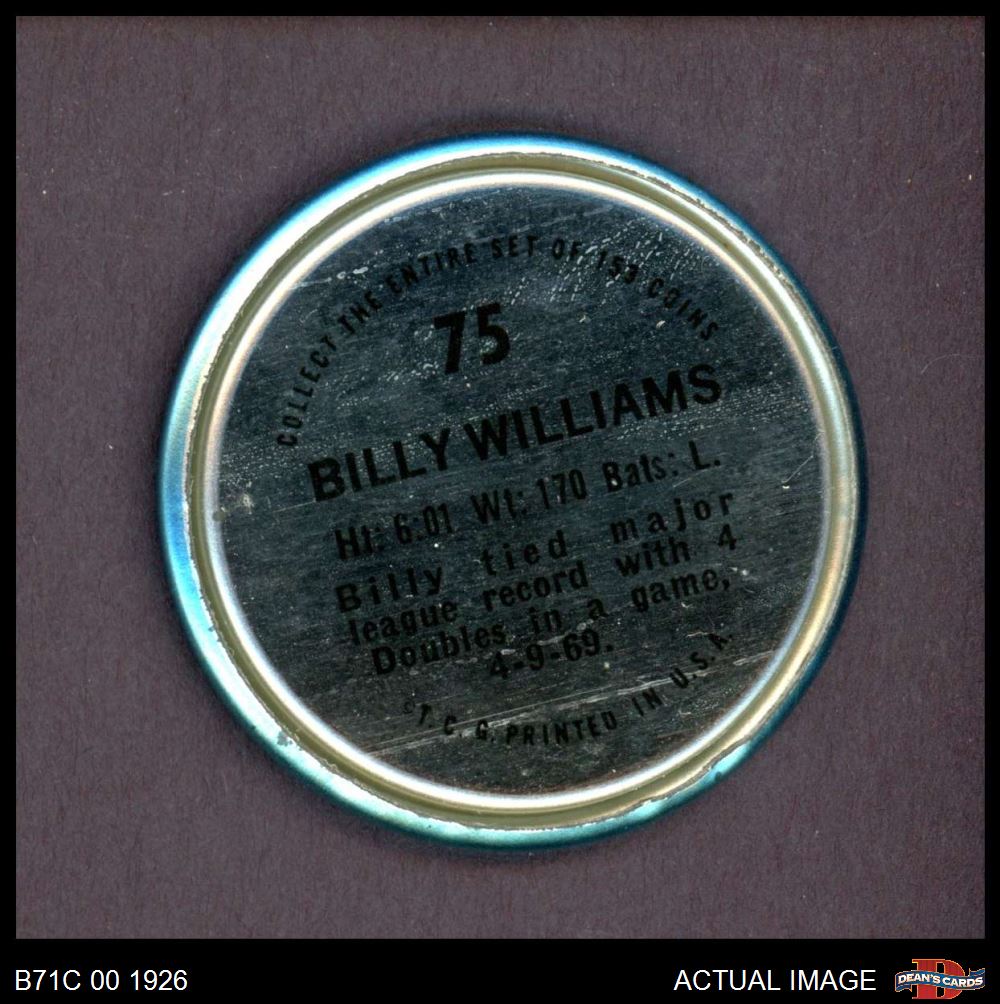 COLLECT THE ENTIRE SET OF 153 COINS
75
BILLY WILLIAMS
Ht: 6:01 Wt: 170 Bats: L.
Billy tied major
league record with 4
Doubles in a game,
4-9-69.
©T. C. G. PRINTED IN U.S.A.
B71C 00 1926
ACTUAL IMAGE
DEAN'S CARDS